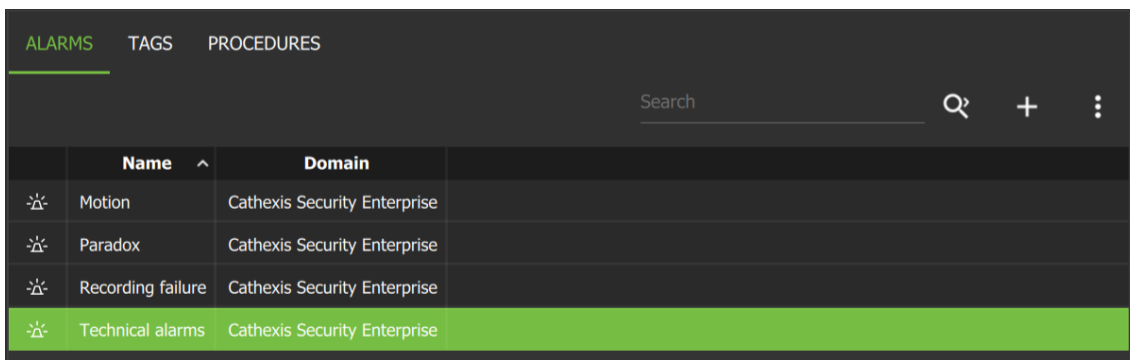 ALARMS TAGS PROCEDURES
Search
Name Domain
Motion Cathexis Security Enterprise
Paradox Cathexis Security Enterprise
Recording failure Cathexis Security Enterprise
Technical alarms Cathexis Security Enterprise